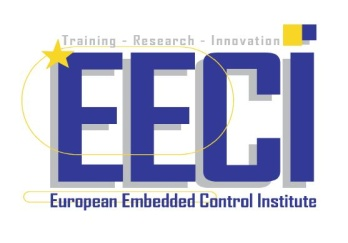 Training - Research - Innovation
EECi
European Embedded Control Institute